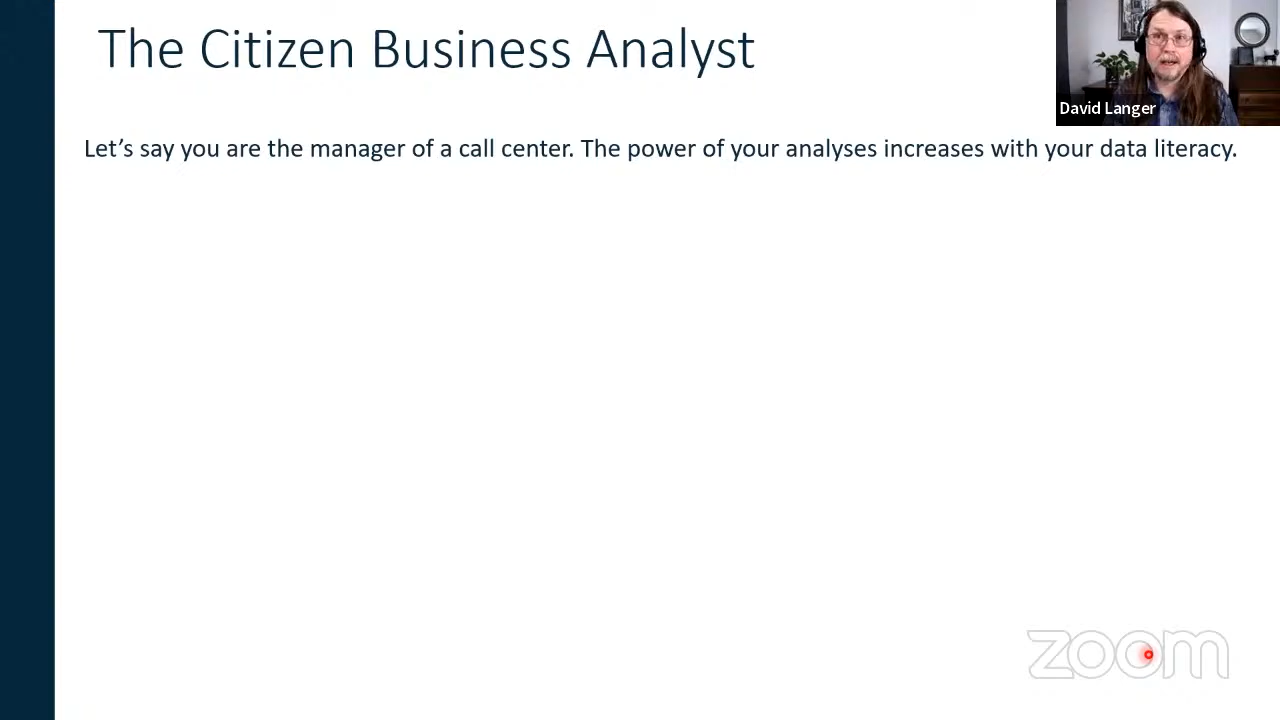 The Citizen Business Analyst
David Langer
Let’s say you are the manager of a call center. The power of your analyses increases with your data literacy.
zoom